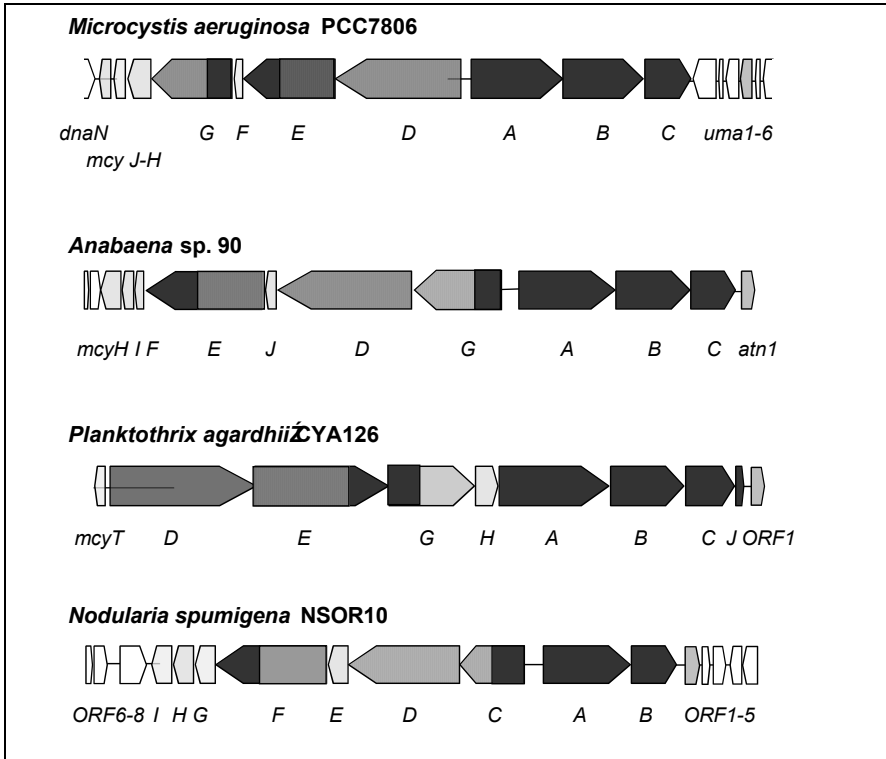 Microcystis aeruginosa PCC7806
dnaN G F E D A B C uma1-6
mcy J-H
Anabaena sp. 90
mcyH I F E J D G A B C atn1
Planktothrix agardhiiŹCYA126
mcyT D E G H A B C J ORF1
Nodularia spumigena NSOR10
ORF6-8 I H G F E D C A B ORF1-5